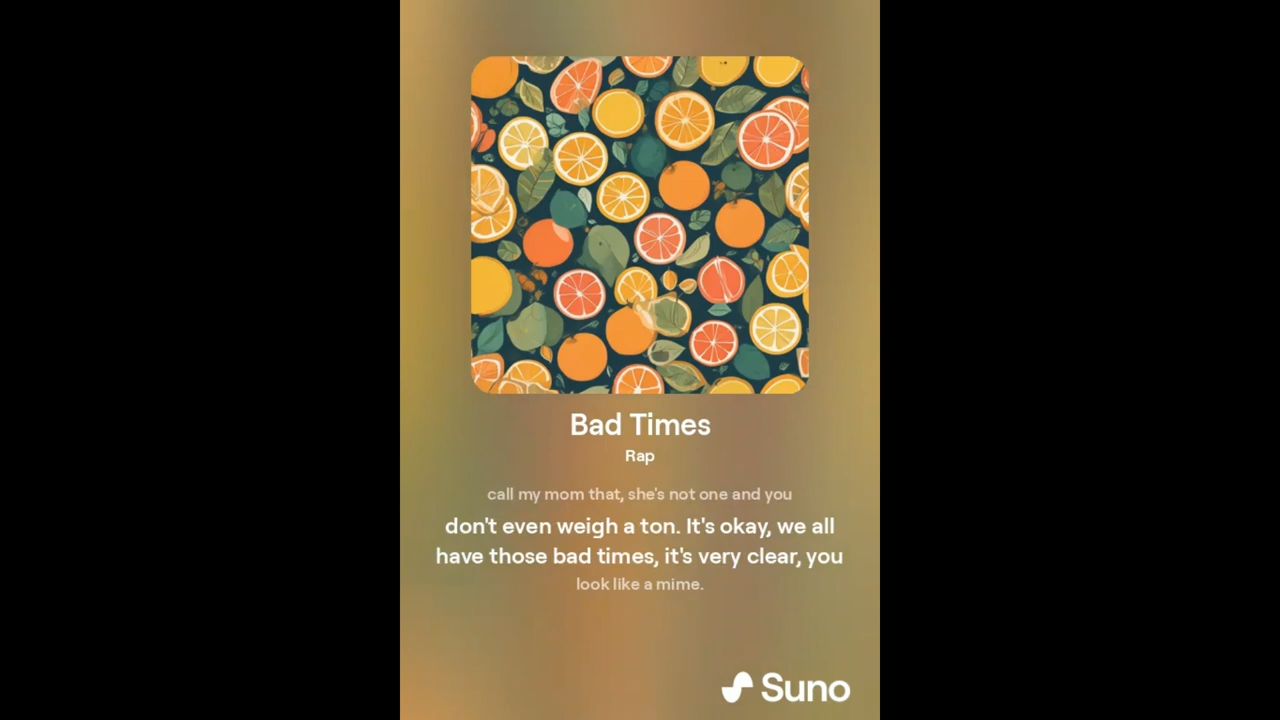 Bad Times
Rap
call my mom that, she's not one and you
don't even weigh a ton. It's okay, we all
have those bad times, it's very clear, you
look like a mime.
Suno